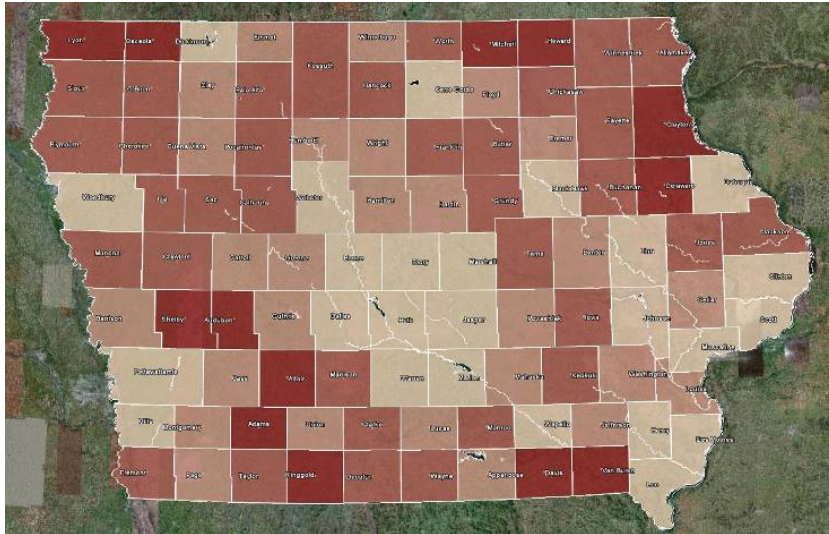 Lyon*
Osceola*
Dickinson
Emmet
Winnebago
*Worth
*Mitchell
*Howard
*Winneshiek
*Allamakee
Kossuth
Sioux
O'Brien
Clay
Palo Alto
Hancock
Cerro Gordo
Floyd
*Chickasaw
Fayette
*Clayton
Plymouth
Cherokee
Buena Vista
Pocahontas*
Humboldt
Wright
Franklin
*Butler
Bremer
Woodbury
Ida
Sac
Calhoun
Webster
Hamilton
Hardin
*Grundy
Black Hawk
*Buchanan
*Delaware
Dubuque
Monona
Crawford
Carroll
Greene
Boone
Story
Marshall
*Tama
Benton
Linn
Jones
Jackson
Clinton
Harrison
Shelby*
Audubon*
Guthrie
Dallas
Polk
Jasper
Poweshiek
*Iowa
Johnson
Cedar
Scott
Muscatine
Pottawattamie
Cass
*Adair
Madison
*Warren
Marion
Mahaska
*Keokuk
Washington
Louisa
Mills
Montgomery
Adams
Union
Clarke
Lucas
*Monroe
Wapello
Jefferson
Henry
Des Moines
Fremont
Page
Taylor
Ringgold
Decatur
*Wayne
Appanoose
*Davis
*Van Buren
Lee